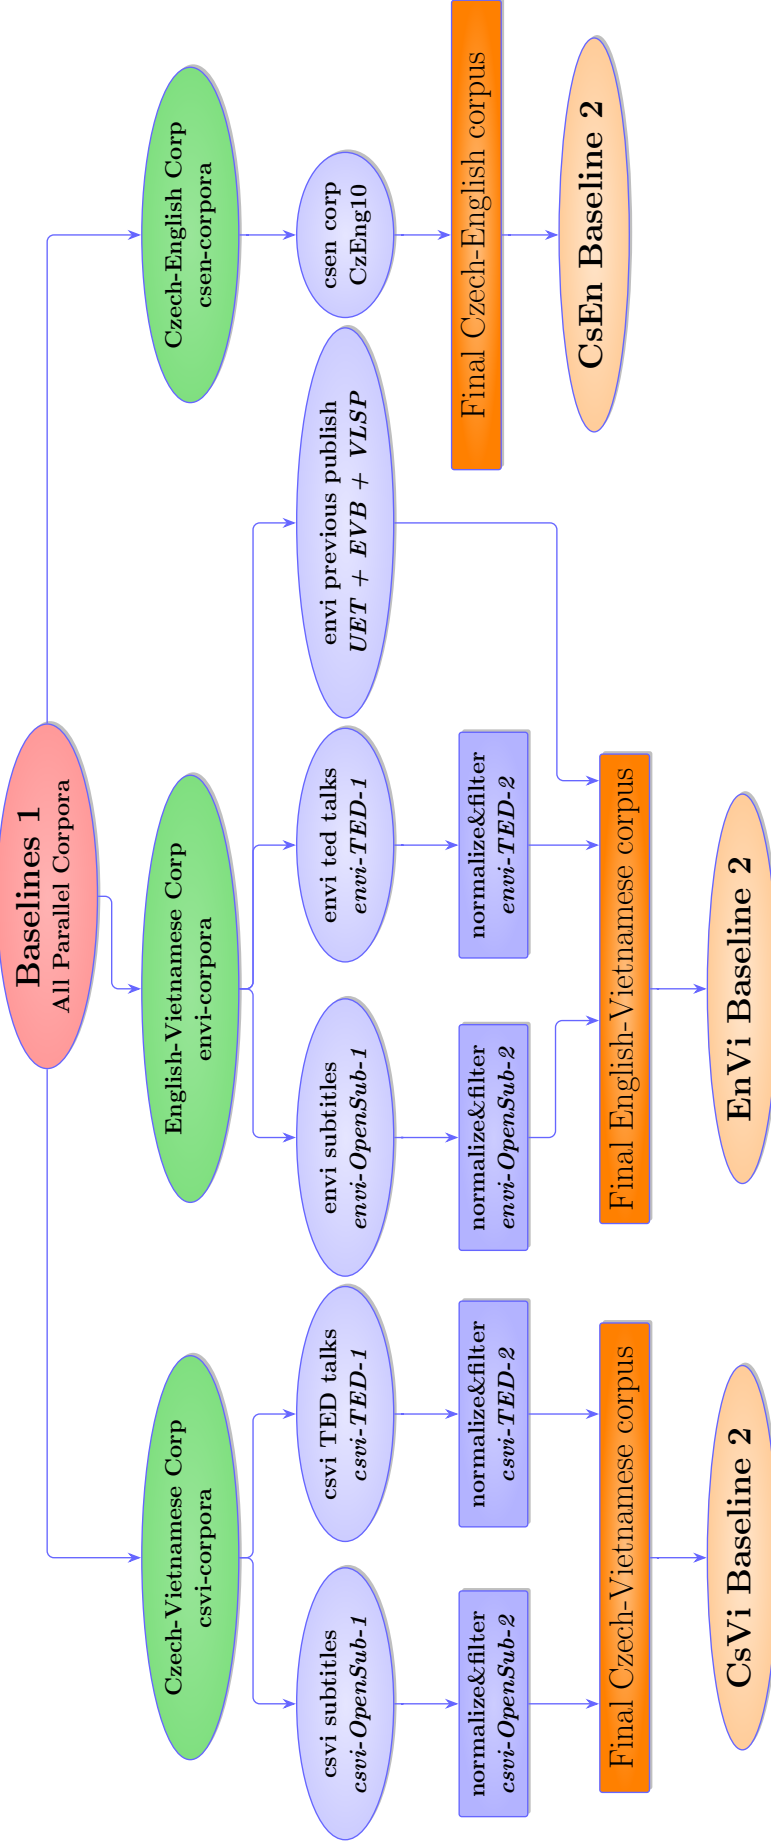 Baselines 1
All Parallel Corpora
Czech-Vietnamese Corp
csvi-corpora
English-Vietnamese Corp
envi-corpora
Czech-English Corp
csen-corpora
csvi subtitles
csvi-OpenSub-1
csvi TED talks
csvi-TED-1
envi subtitles
envi-OpenSub-1
envi ted talks
envi-TED-1
envi previous publish
UET + EVB + VLSP
csen corp
CzEng10
normalize&filter
csvi-OpenSub-2
normalize&filter
csvi-TED-2
normalize&filter
envi-OpenSub-2
normalize&filter
envi-TED-2
Final Czech-English corpus
Final Czech-Vietnamese corpus
Final English-Vietnamese corpus
CsEn Baseline 2
CsVi Baseline 2
EnVi Baseline 2